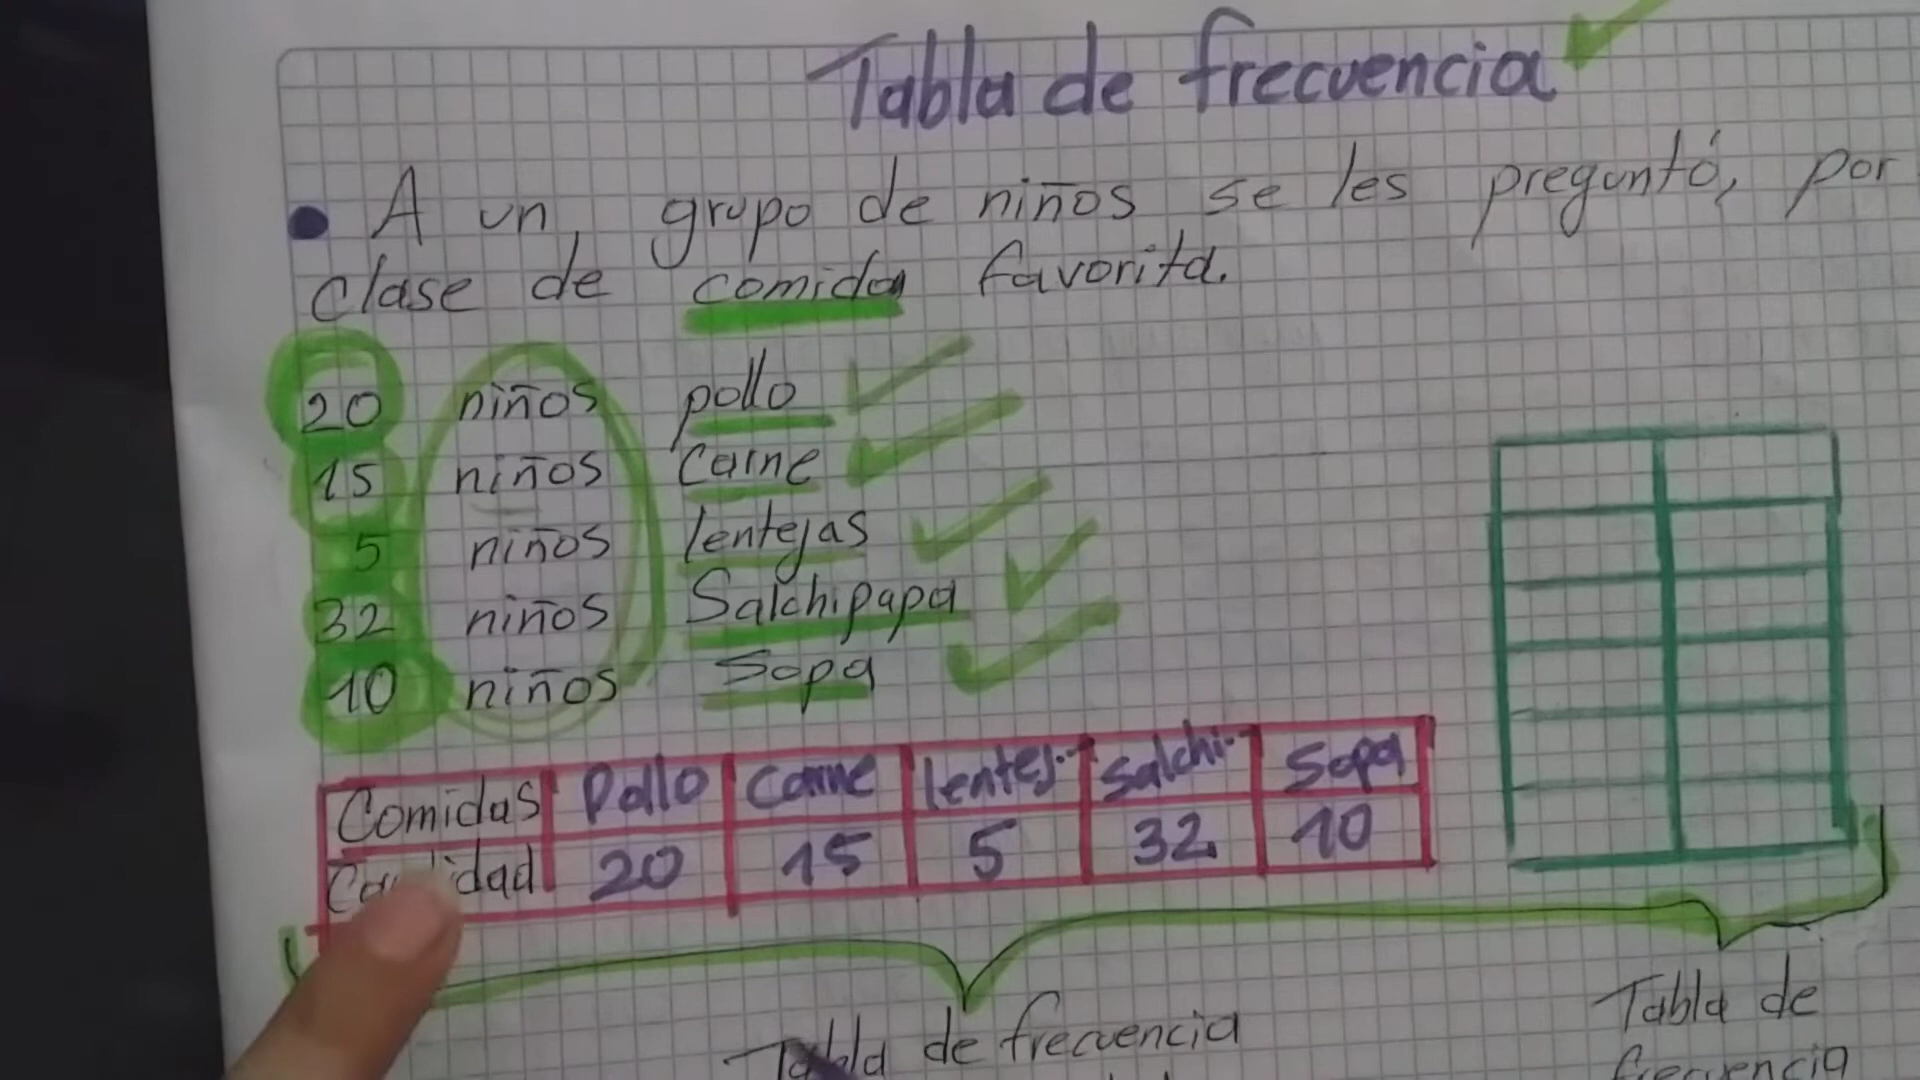 Tabla de frecuencia
A un grupo de niños se les preguntó, por
clase de comida favorita.
20 niños pollo
15 niños carne
5 niños lentejas
32 niños Salchipapa
10 niños Sopa
Comidas Pollo carne lentej. salchi. Sopa
20 15 5 32 10
Tabla de frecuencia
Tabla de
frecuencia